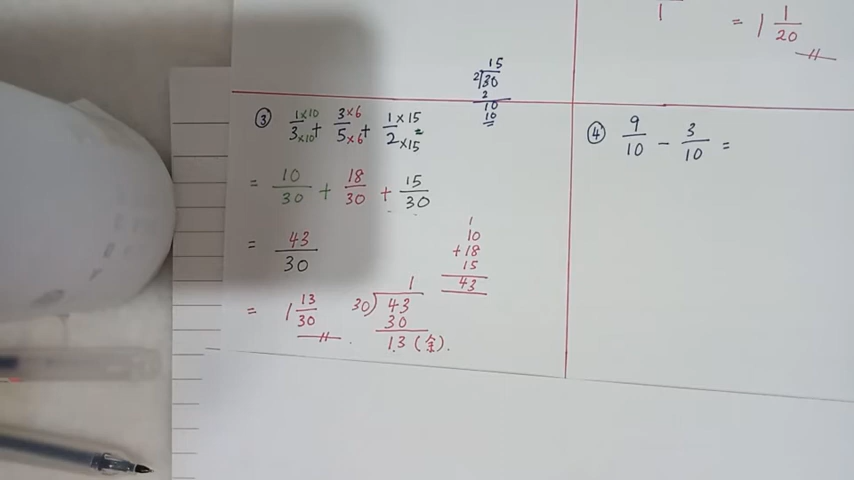 1
= 1 1/20
15
2)30
2
10
10
③ 1×10/3×10 + 3×6/5×6 + 1×15/2×15 =
= 10/30 + 18/30 + 15/30
= 43/30
1
10
+18
15
43
= 1 13/30
1
30)43
30
13(余).
④ 9/10 - 3/10 =